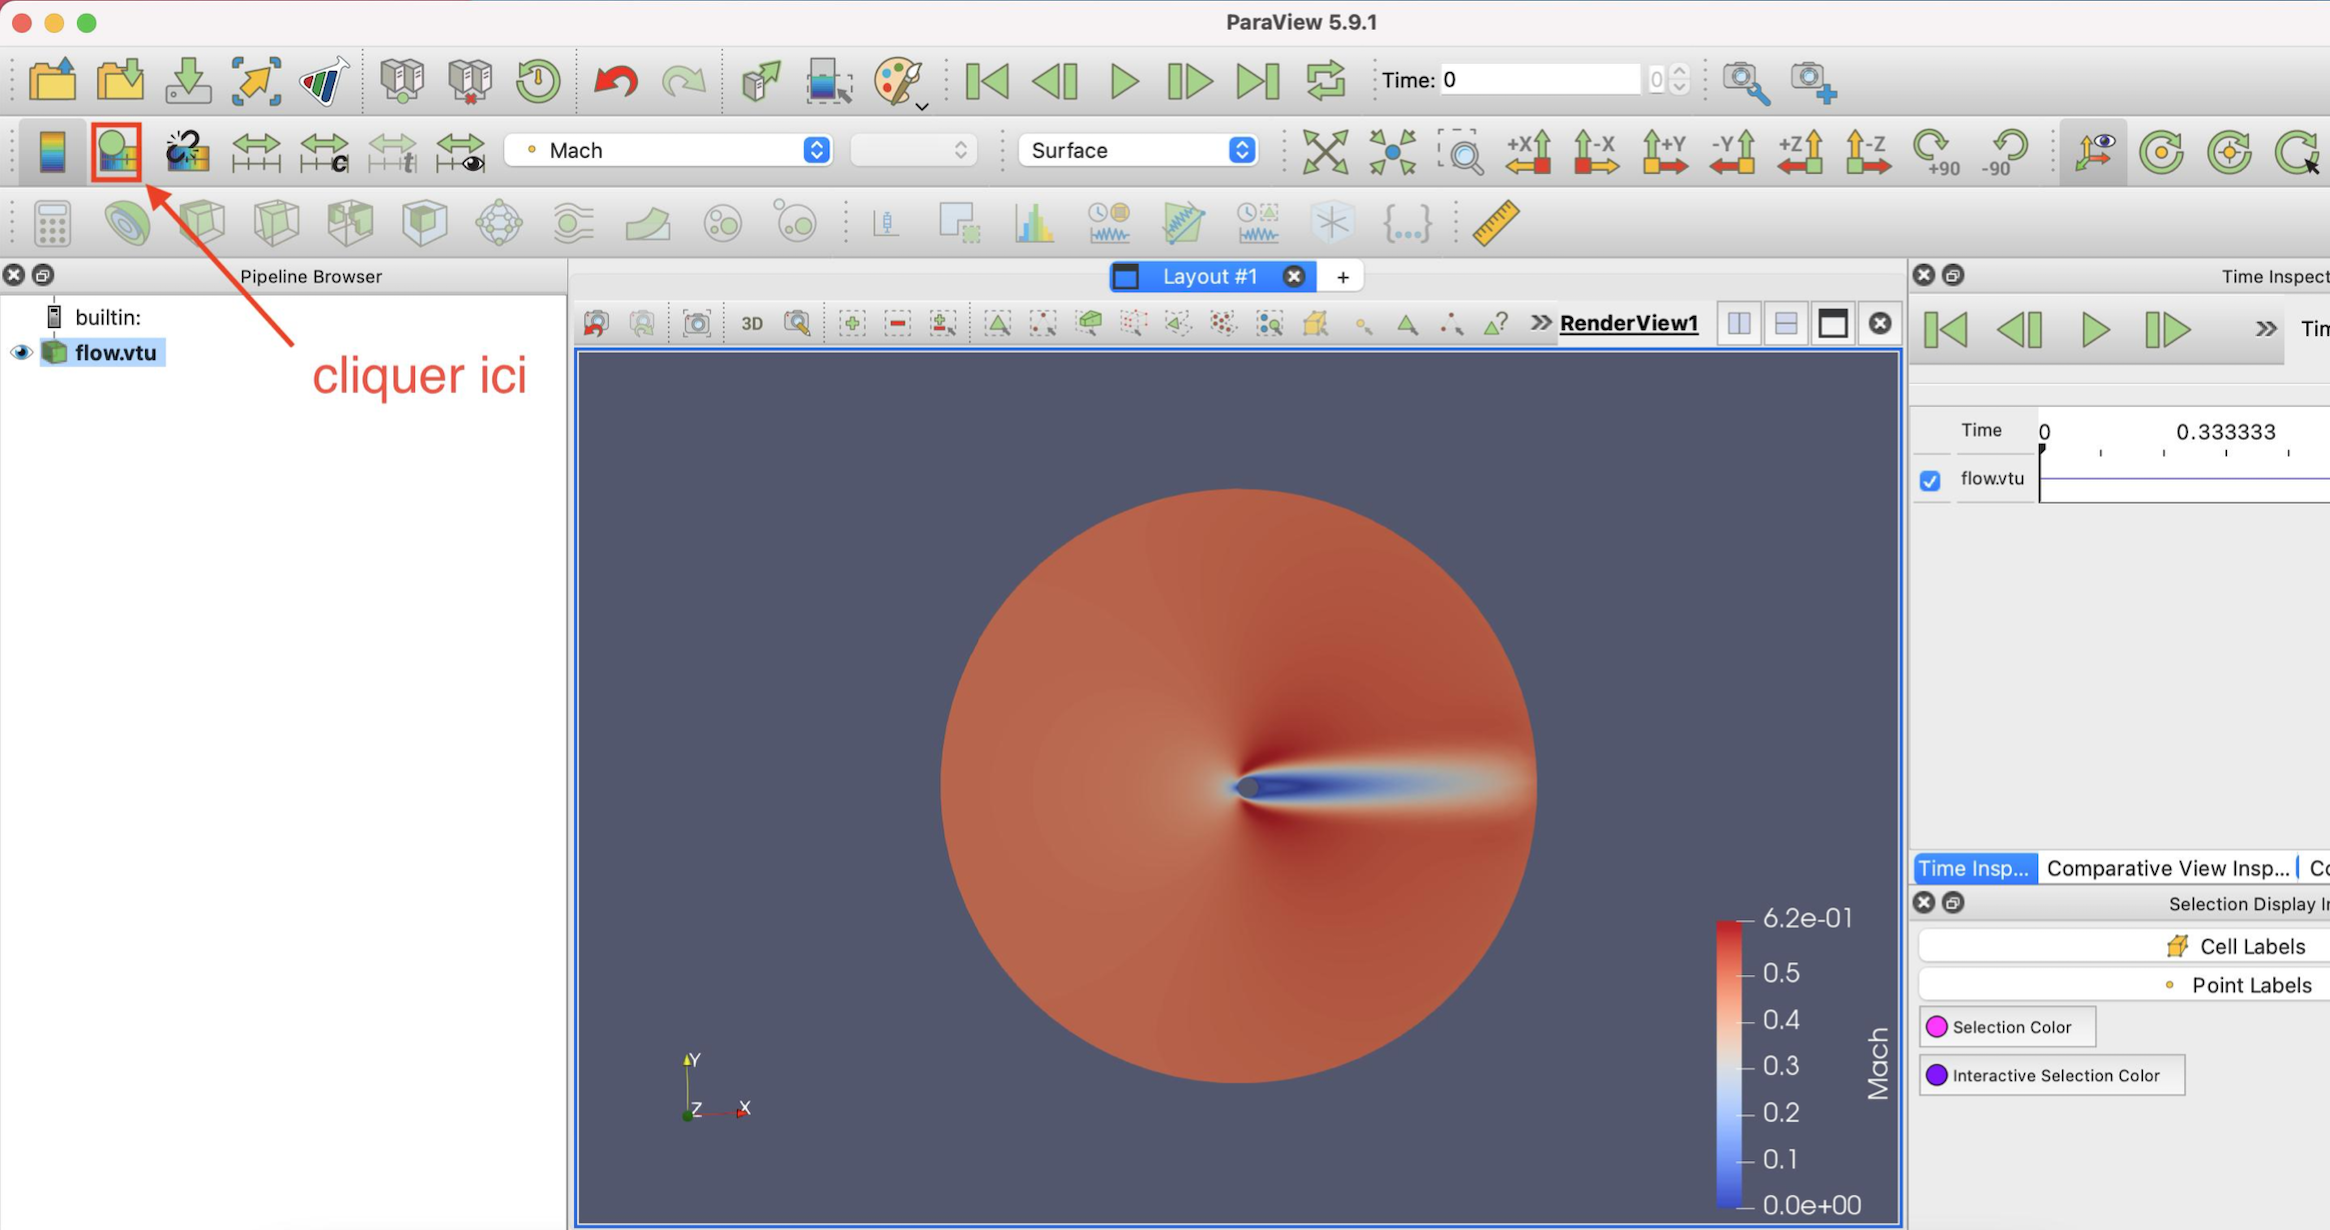 ParaView 5.9.1
Time: 0 0
c t
Mach
Surface
+X -X +Y -Y +Z -Z +90 -90
{...}
Pipeline Browser
Layout #1 +
Time Inspect
builtin:
flow.vtu
cliquer ici
3D
RenderView1
Tim
Time 0 0.333333
flow.vtu
Time Insp... Comparative View Insp... Co
Selection Display In
Cell Labels
Point Labels
Selection Color
Interactive Selection Color
6.2e-01
0.5
0.4
0.3
0.2
0.1
0.0e+00
Mach
Y
Z X